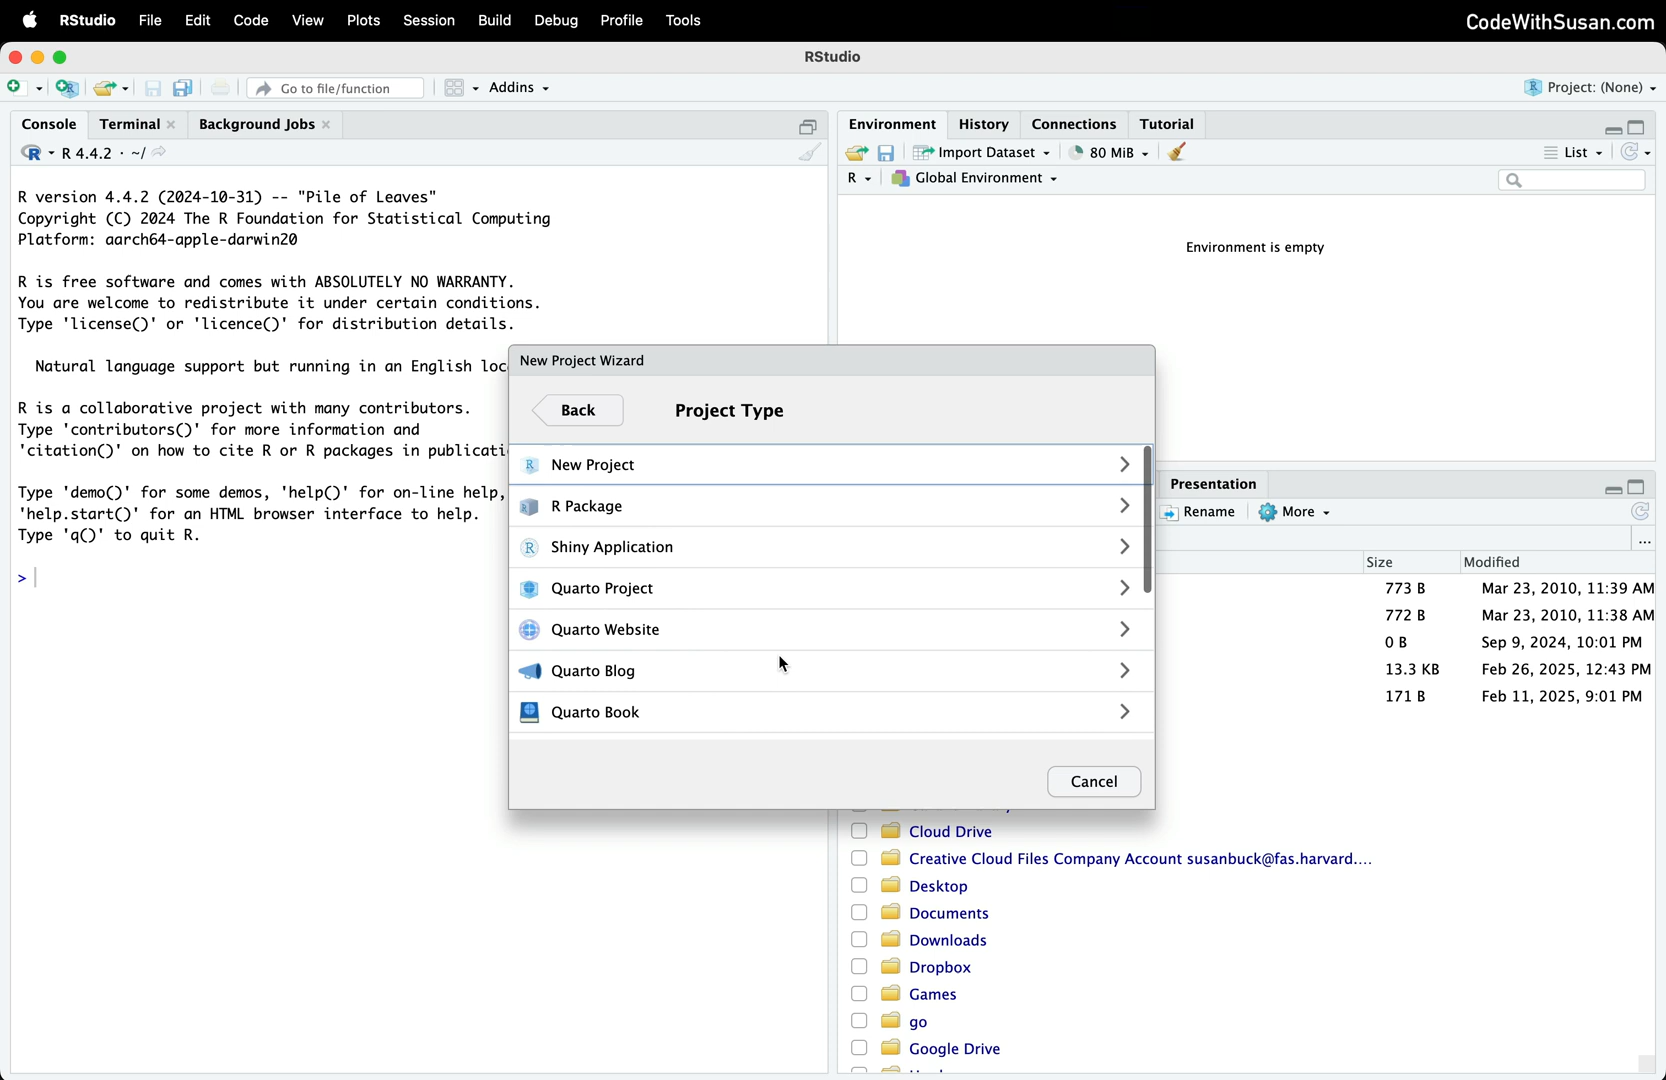 RStudio File Edit Code View Plots Session Build Debug Profile Tools
CodeWithSusan.com
RStudio
Go to file/function
Addins
Project: (None)
Console Terminal Background Jobs
R 4.4.2 · ~/
R version 4.4.2 (2024-10-31) -- "Pile of Leaves"
Copyright (C) 2024 The R Foundation for Statistical Computing
Platform: aarch64-apple-darwin20
R is free software and comes with ABSOLUTELY NO WARRANTY.
You are welcome to redistribute it under certain conditions.
Type 'license()' or 'licence()' for distribution details.
Natural language support but running in an English loc
R is a collaborative project with many contributors.
Type 'contributors()' for more information and
'citation()' on how to cite R or R packages in publicati
Type 'demo()' for some demos, 'help()' for on-line help,
'help.start()' for an HTML browser interface to help.
Type 'q()' to quit R.
>
Environment History Connections Tutorial
Import Dataset 80 MiB List
R Global Environment
Environment is empty
New Project Wizard
Back
Project Type
New Project
R Package
Shiny Application
Quarto Project
Quarto Website
Quarto Blog
Quarto Book
Cancel
Presentation
Rename More
...
Size Modified
773 B Mar 23, 2010, 11:39 AM
772 B Mar 23, 2010, 11:38 AM
0 B Sep 9, 2024, 10:01 PM
13.3 KB Feb 26, 2025, 12:43 PM
171 B Feb 11, 2025, 9:01 PM
Cloud Drive
Creative Cloud Files Company Account susanbuck@fas.harvard....
Desktop
Documents
Downloads
Dropbox
Games
go
Google Drive